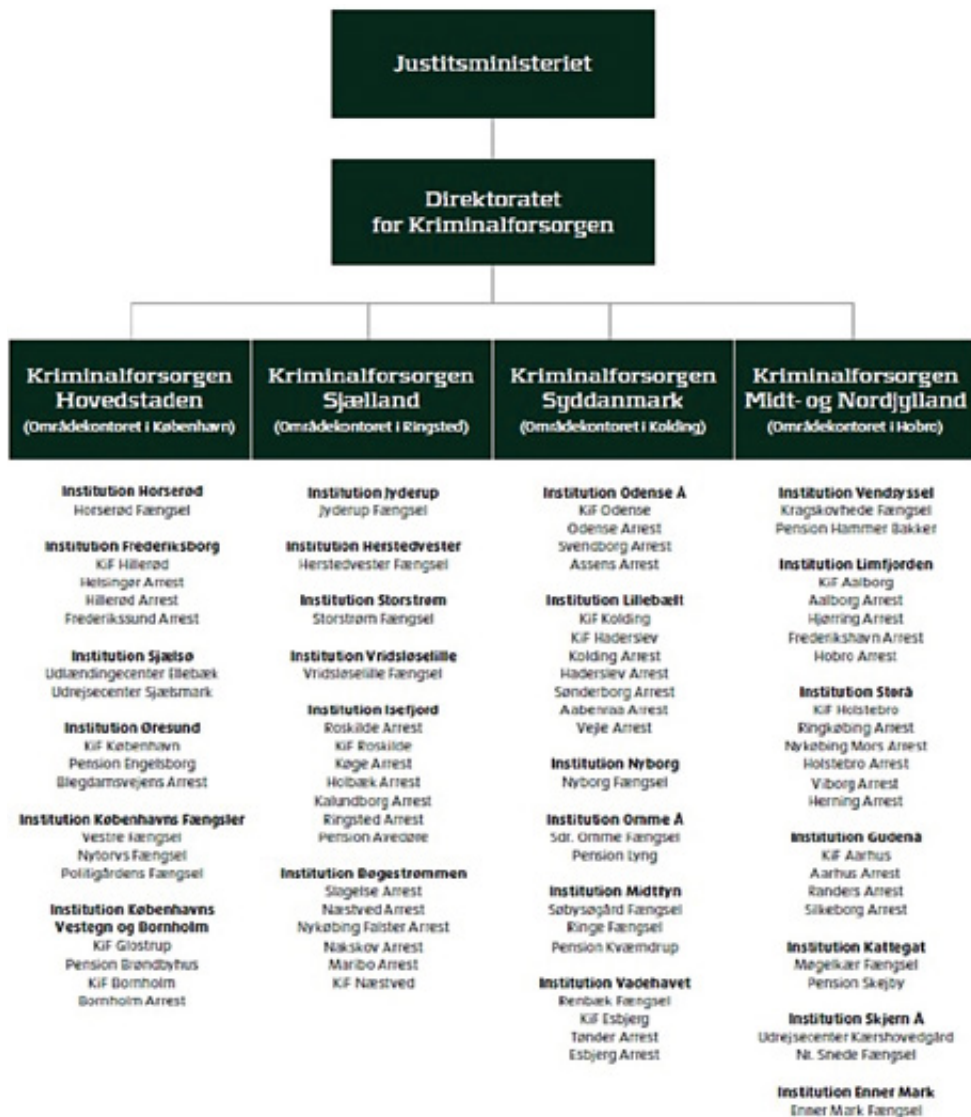 Justitsministeriet
Direktoratet
for Kriminalforsorgen
Kriminalforsorgen
Hovedstaden
(Områdekontoret i København)
Institution Horserød
Horserød Fængsel
Institution Frederiksborg
KiF Hillerød
Helsingør Arrest
Hillerød Arrest
Frederikssund Arrest
Institution Sjælsø
Udlændingecenter Ellebæk
Udrejsecenter Sjælsmark
Institution Øresund
KiF København
Pension Engelsborg
Blegdamsvejens Arrest
Institution Københavns Fængsler
Vestre Fængsel
Nytorvs Fængsel
Politigårdens Fængsel
Institution Københavns
Vestegn og Bornholm
KiF Glostrup
Pension Brøndbyhus
KiF Bornholm
Bornholm Arrest
Kriminalforsorgen
Sjælland
(Områdekontoret i Ringsted)
Institution Jyderup
Jyderup Fængsel
Institution Herstedvester
Herstedvester Fængsel
Institution Storstrøm
Storstrøm Fængsel
Institution Vridsløselille
Vridsløselille Fængsel
Institution Isefjord
Roskilde Arrest
KiF Roskilde
Køge Arrest
Holbæk Arrest
Kalundborg Arrest
Ringsted Arrest
Pension Avedøre
Institution Bøgestrømmen
Slagelse Arrest
Næstved Arrest
Nykøbing Falster Arrest
Nakskov Arrest
Maribo Arrest
KiF Næstved
Kriminalforsorgen
Syddanmark
(Områdekontoret i Kolding)
Institution Odense Å
KiF Odense
Odense Arrest
Svendborg Arrest
Assens Arrest
Institution Lillebælt
KiF Kolding
KiF Haderslev
Kolding Arrest
Haderslev Arrest
Sønderborg Arrest
Aabenraa Arrest
Vejle Arrest
Institution Nyborg
Nyborg Fængsel
Institution Omme Å
Sdr. Omme Fængsel
Pension Lyng
Institution Midtfyn
Søbysøgård Fængsel
Ringe Fængsel
Pension Kværndrup
Institution Vadehavet
Renbæk Fængsel
KiF Esbjerg
Tønder Arrest
Esbjerg Arrest
Kriminalforsorgen
Midt- og Nordjylland
(Områdekontoret i Hobro)
Institution Vendsyssel
Kragskovhede Fængsel
Pension Hammer Bakker
Institution Limfjorden
KiF Aalborg
Aalborg Arrest
Hjørring Arrest
Frederikshavn Arrest
Hobro Arrest
Institution Storå
KiF Holstebro
Ringkøbing Arrest
Nykøbing Mors Arrest
Holstebro Arrest
Viborg Arrest
Herning Arrest
Institution Gudenå
KiF Aarhus
Aarhus Arrest
Randers Arrest
Silkeborg Arrest
Institution Kattegat
Møgelkær Fængsel
Pension Skejby
Institution Skjern Å
Udrejsecenter Kærshovedgård
Nr. Snede Fængsel
Institution Enner Mark
Enner Mark Fængsel